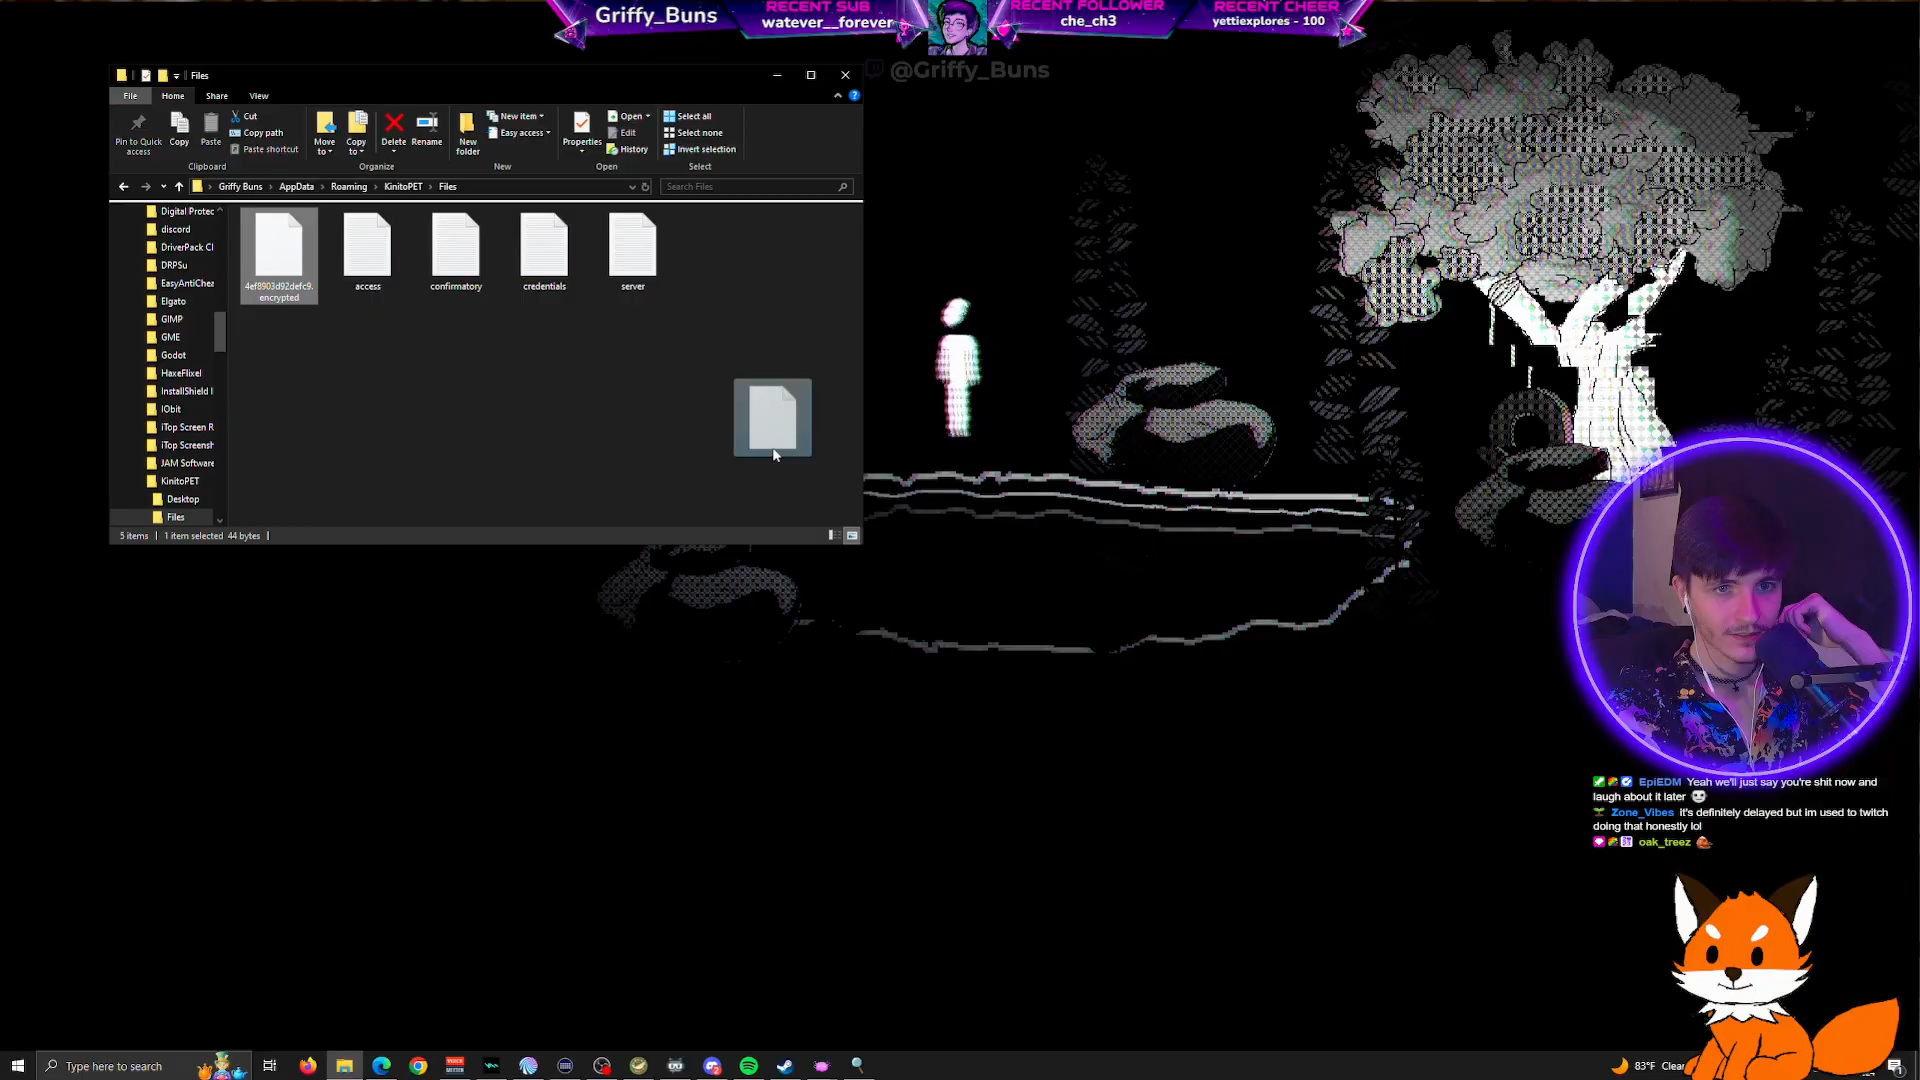 Griffy_Buns
RECENT SUB
watever__forever
RECENT FOLLOWER
che_ch3
RECENT CHEER
yettiexplores - 100
@Griffy_Buns
Files
File
Home
Share
View
Pin to Quick access
Copy
Paste
Cut
Copy path
Paste shortcut
Clipboard
Move to
Copy to
Delete
Rename
Organize
New folder
New item
Easy access
New
Properties
Open
Edit
History
Open
Select all
Select none
Invert selection
Select
Griffy Buns
AppData
Roaming
KinitoPET
Files
Search Files
Digital Protec
discord
DriverPack Cl
DRPSu
EasyAntiChea
Elgato
GIMP
GME
Godot
HaxeFlixel
InstallShield I
IObit
iTop Screen R
iTop Screensh
JAM Software
KinitoPET
Desktop
Files
4ef8903d92defc9.
encrypted
access
confirmatory
credentials
server
5 items
1 item selected 44 bytes
EpiEDM Yeah we'll just say you're shit now and
laugh about it later
Zone_Vibes it's definitely delayed but im used to twitch
doing that honestly lol
oak_treez
Type here to search
83°F Clear